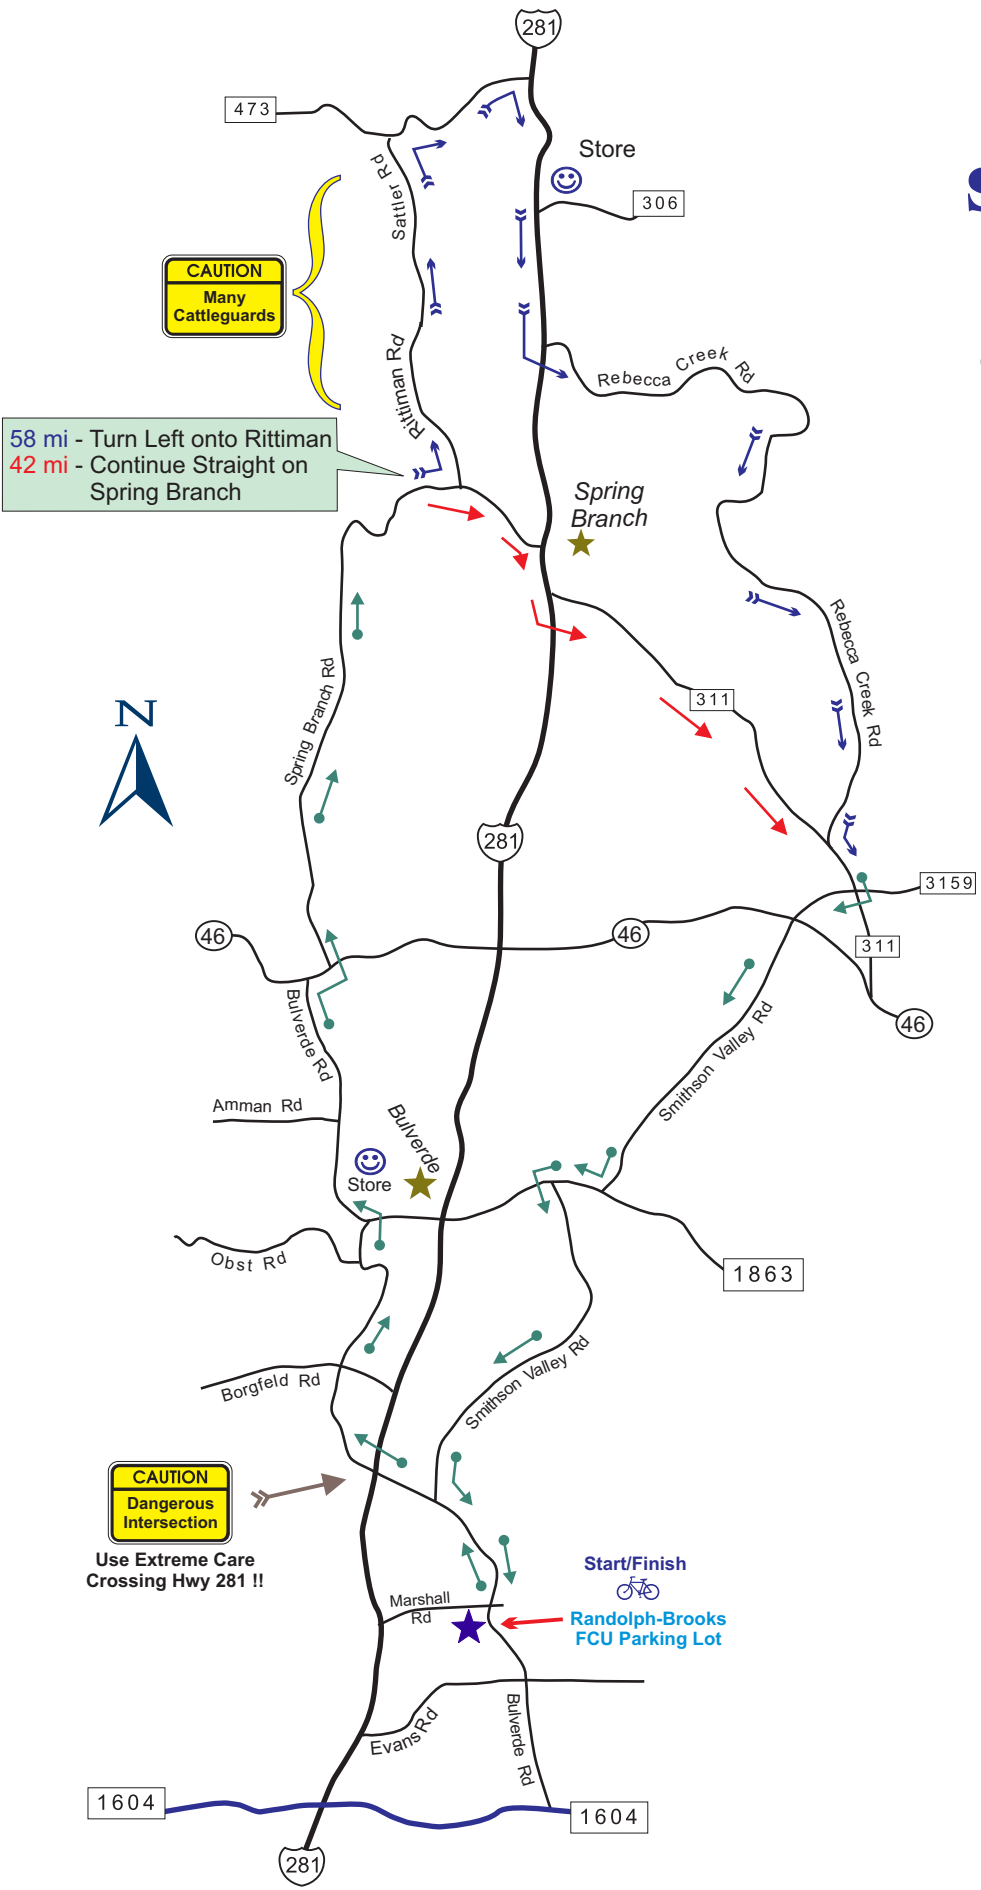 281
473
Store
306
Sattler Rd
CAUTION
Many
Cattleguards
Rittiman Rd
Rebecca Creek Rd
58 mi - Turn Left onto Rittiman
42 mi - Continue Straight on
Spring Branch
Spring
Branch
Rebecca Creek Rd
Spring Branch Rd
311
N
281
3159
46
46
311
46
Bulverde Rd
Smithson Valley Rd
Amman Rd
Bulverde
Store
Obst Rd
1863
Smithson Valley Rd
Borgfeld Rd
CAUTION
Dangerous
Intersection
Use Extreme Care
Crossing Hwy 281 !!
Start/Finish
Marshall
Rd
Randolph-Brooks
FCU Parking Lot
Evans Rd
Bulverde Rd
1604
1604
281